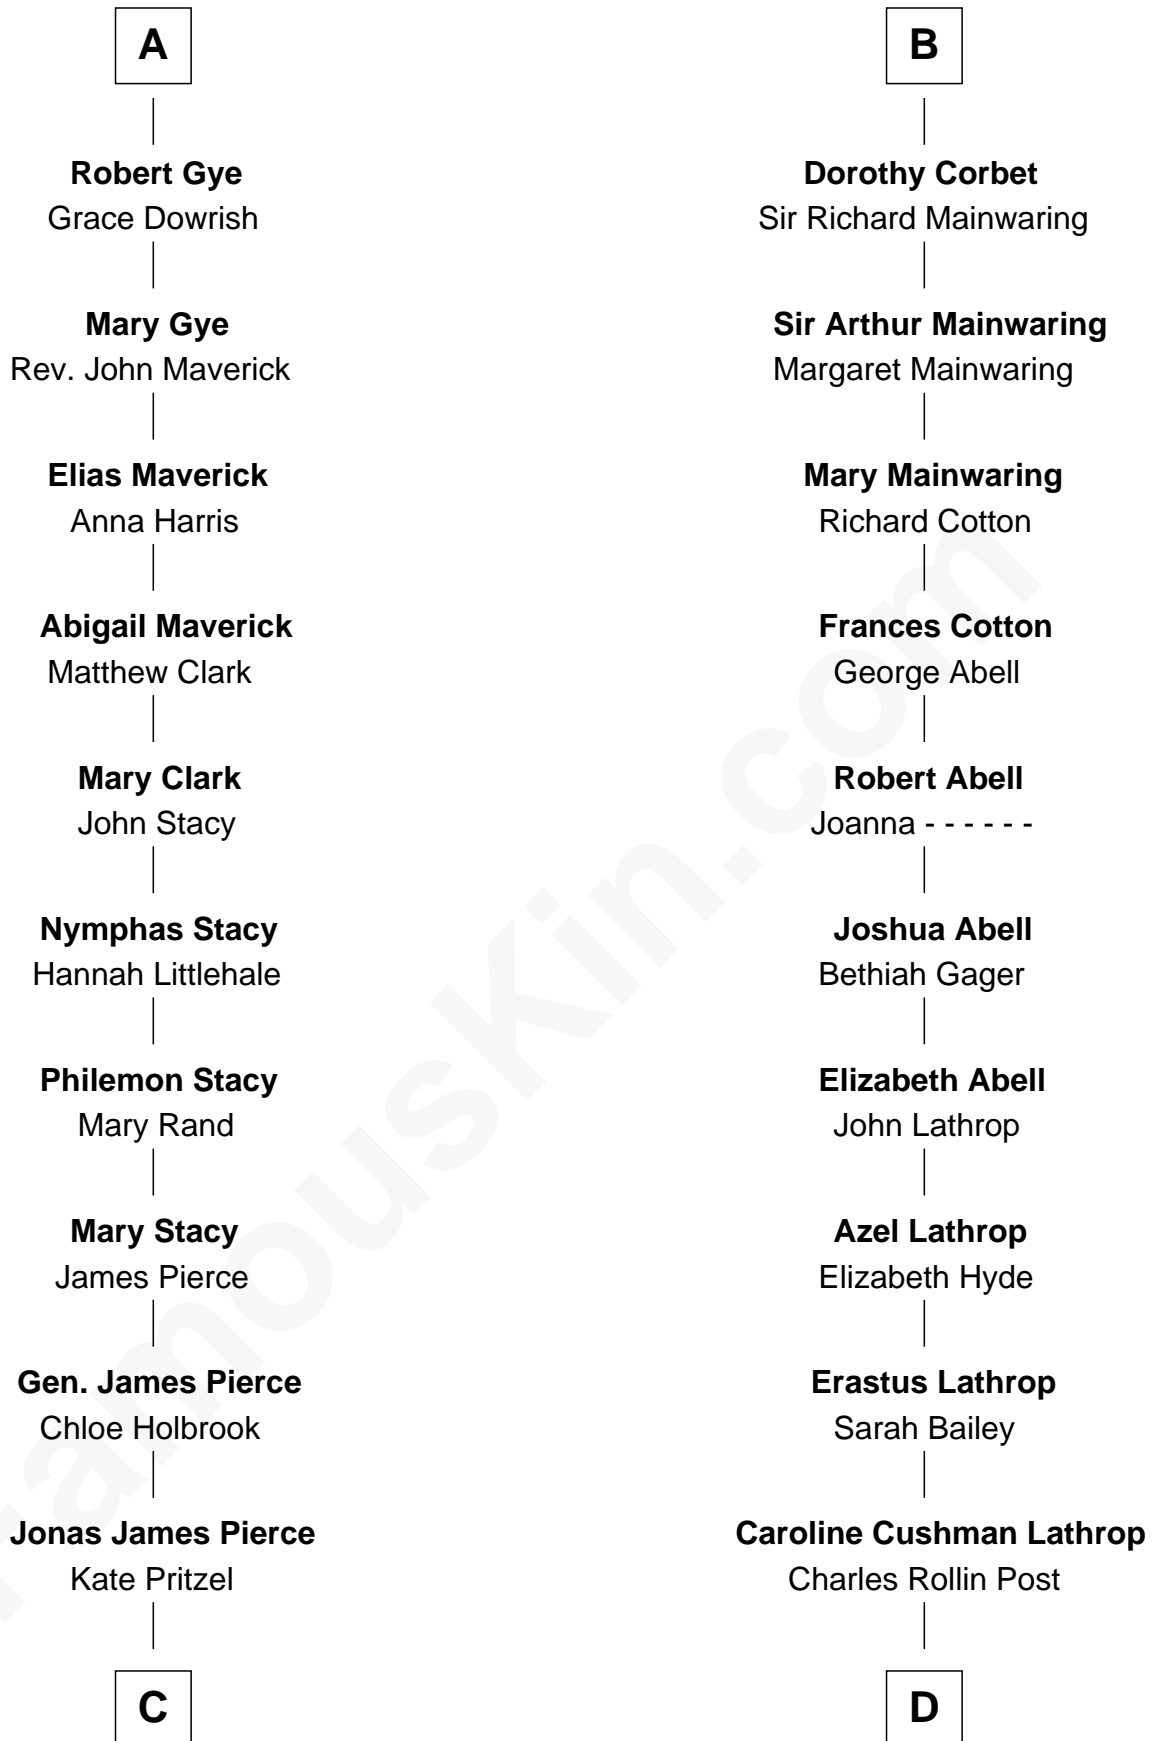 A
Robert Gye
Grace Dowrish
Mary Gye
Rev. John Maverick
Elias Maverick
Anna Harris
Abigail Maverick
Matthew Clark
Mary Clark
John Stacy
Nymphas Stacy
Hannah Littlehale
Philemon Stacy
Mary Rand
Mary Stacy
James Pierce
Gen. James Pierce
Chloe Holbrook
Jonas James Pierce
Kate Pritzel
C
B
Dorothy Corbet
Sir Richard Mainwaring
Sir Arthur Mainwaring
Margaret Mainwaring
Mary Mainwaring
Richard Cotton
Frances Cotton
George Abell
Robert Abell
Joanna - - - - - -
Joshua Abell
Bethiah Gager
Elizabeth Abell
John Lathrop
Azel Lathrop
Elizabeth Hyde
Erastus Lathrop
Sarah Bailey
Caroline Cushman Lathrop
Charles Rollin Post
D
FamousKin.com